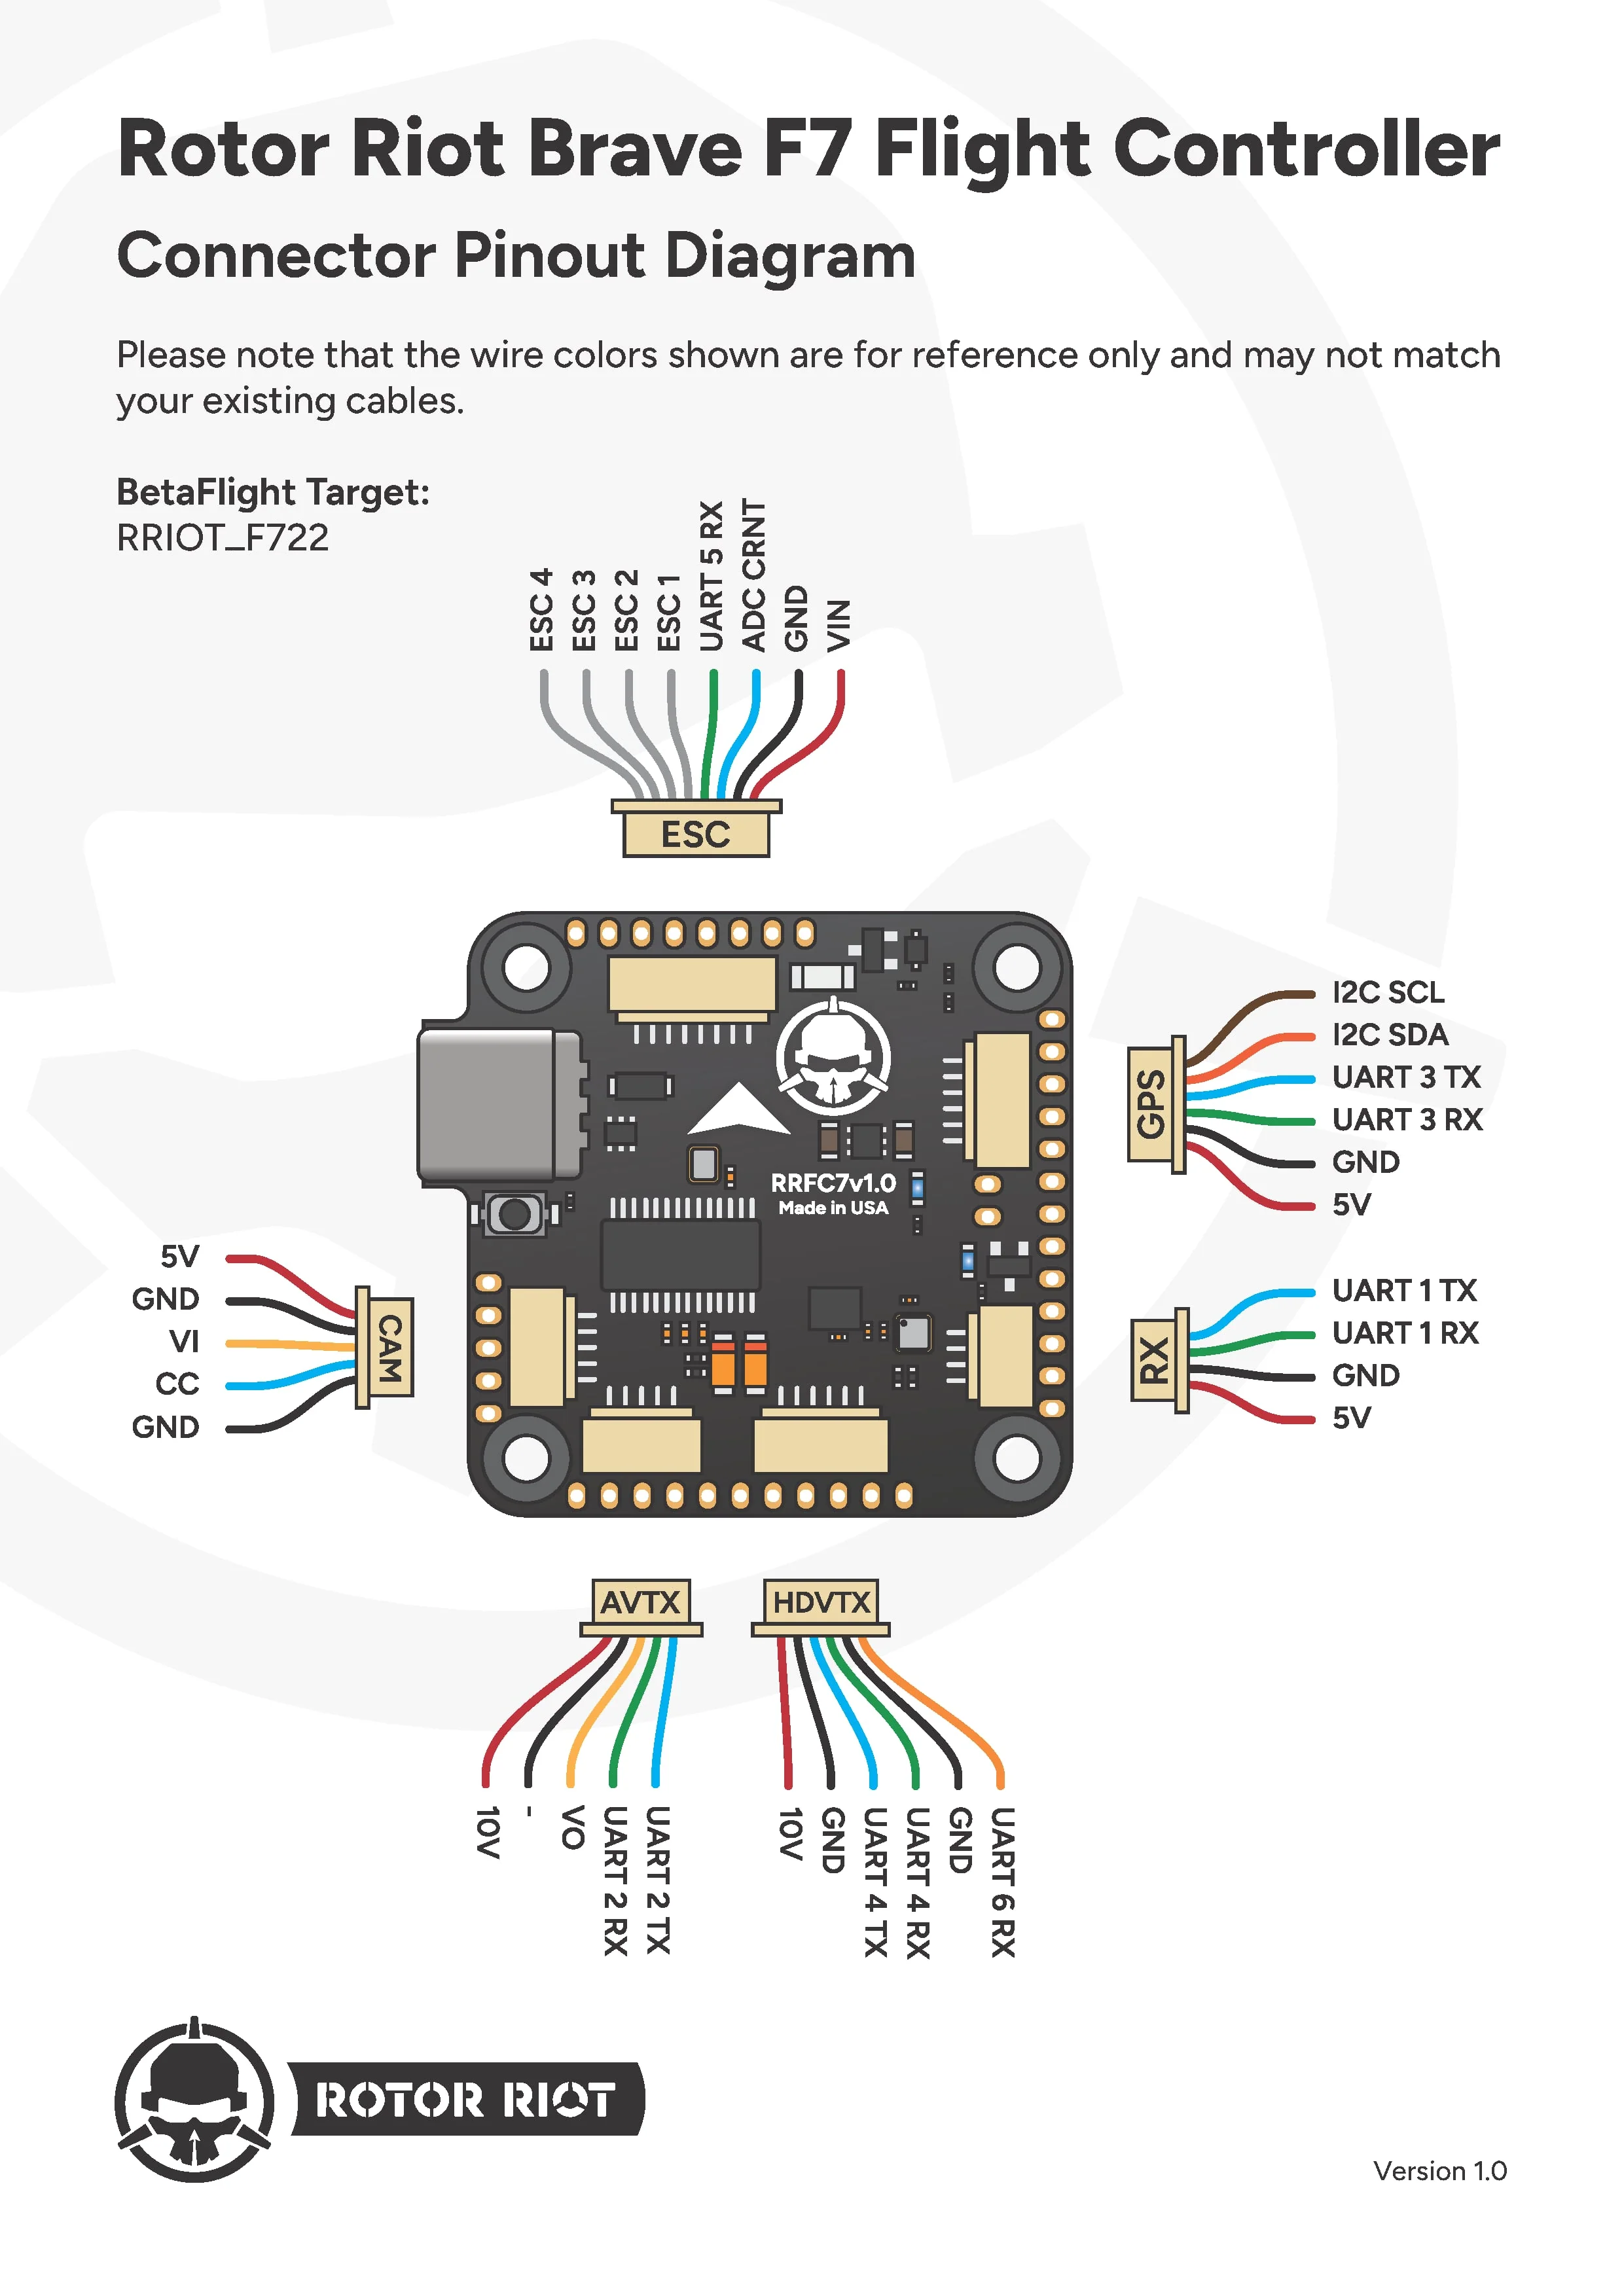 Rotor Riot Brave F7 Flight Controller
Connector Pinout Diagram
Please note that the wire colors shown are for reference only and may not match
your existing cables.
BetaFlight Target:
RRIOT_F722
ESC 4
ESC 3
ESC 2
ESC 1
UART 5 RX
ADC CRNT
GND
VIN
ESC
I2C SCL
I2C SDA
UART 3 TX
UART 3 RX
GND
5V
GPS
RRFC7v1.0
Made in USA
5V
GND
VI
CC
GND
CAM
UART 1 TX
UART 1 RX
GND
5V
RX
AVTX
HDVTX
10V
-
VO
UART 2 RX
UART 2 TX
10V
GND
UART 4 TX
UART 4 RX
GND
UART 6 RX
ROTOR RIOT
Version 1.0